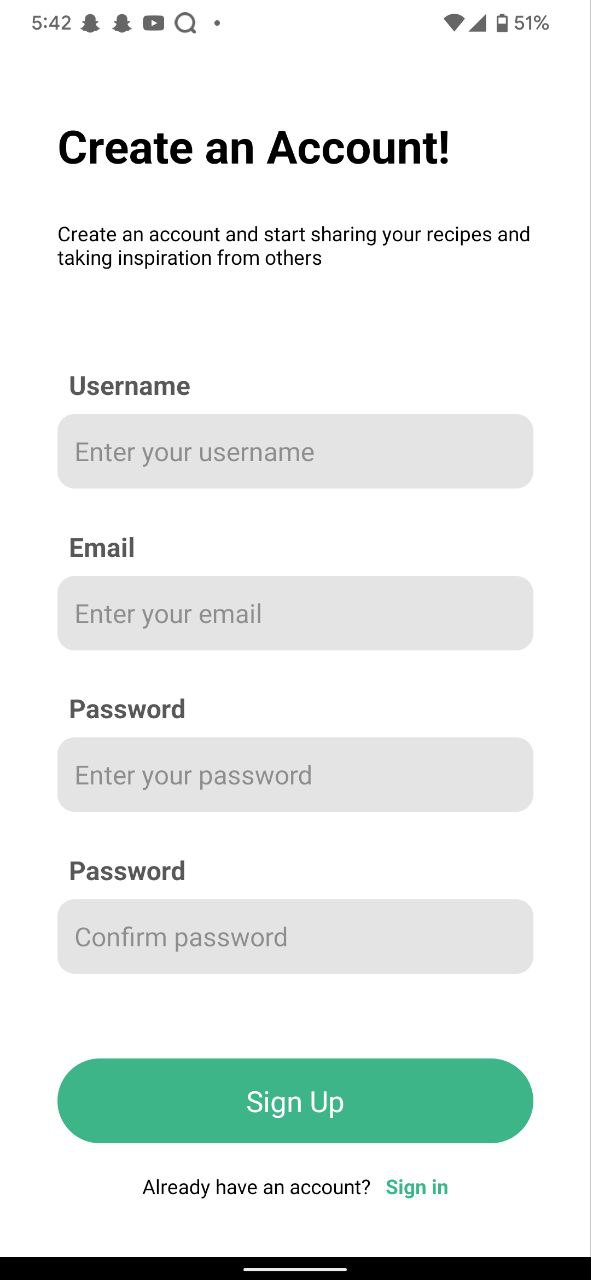 5:42 51%
Create an Account!
Create an account and start sharing your recipes and
taking inspiration from others
Username
Enter your username
Email
Enter your email
Password
Enter your password
Password
Confirm password
Sign Up
Already have an account? Sign in